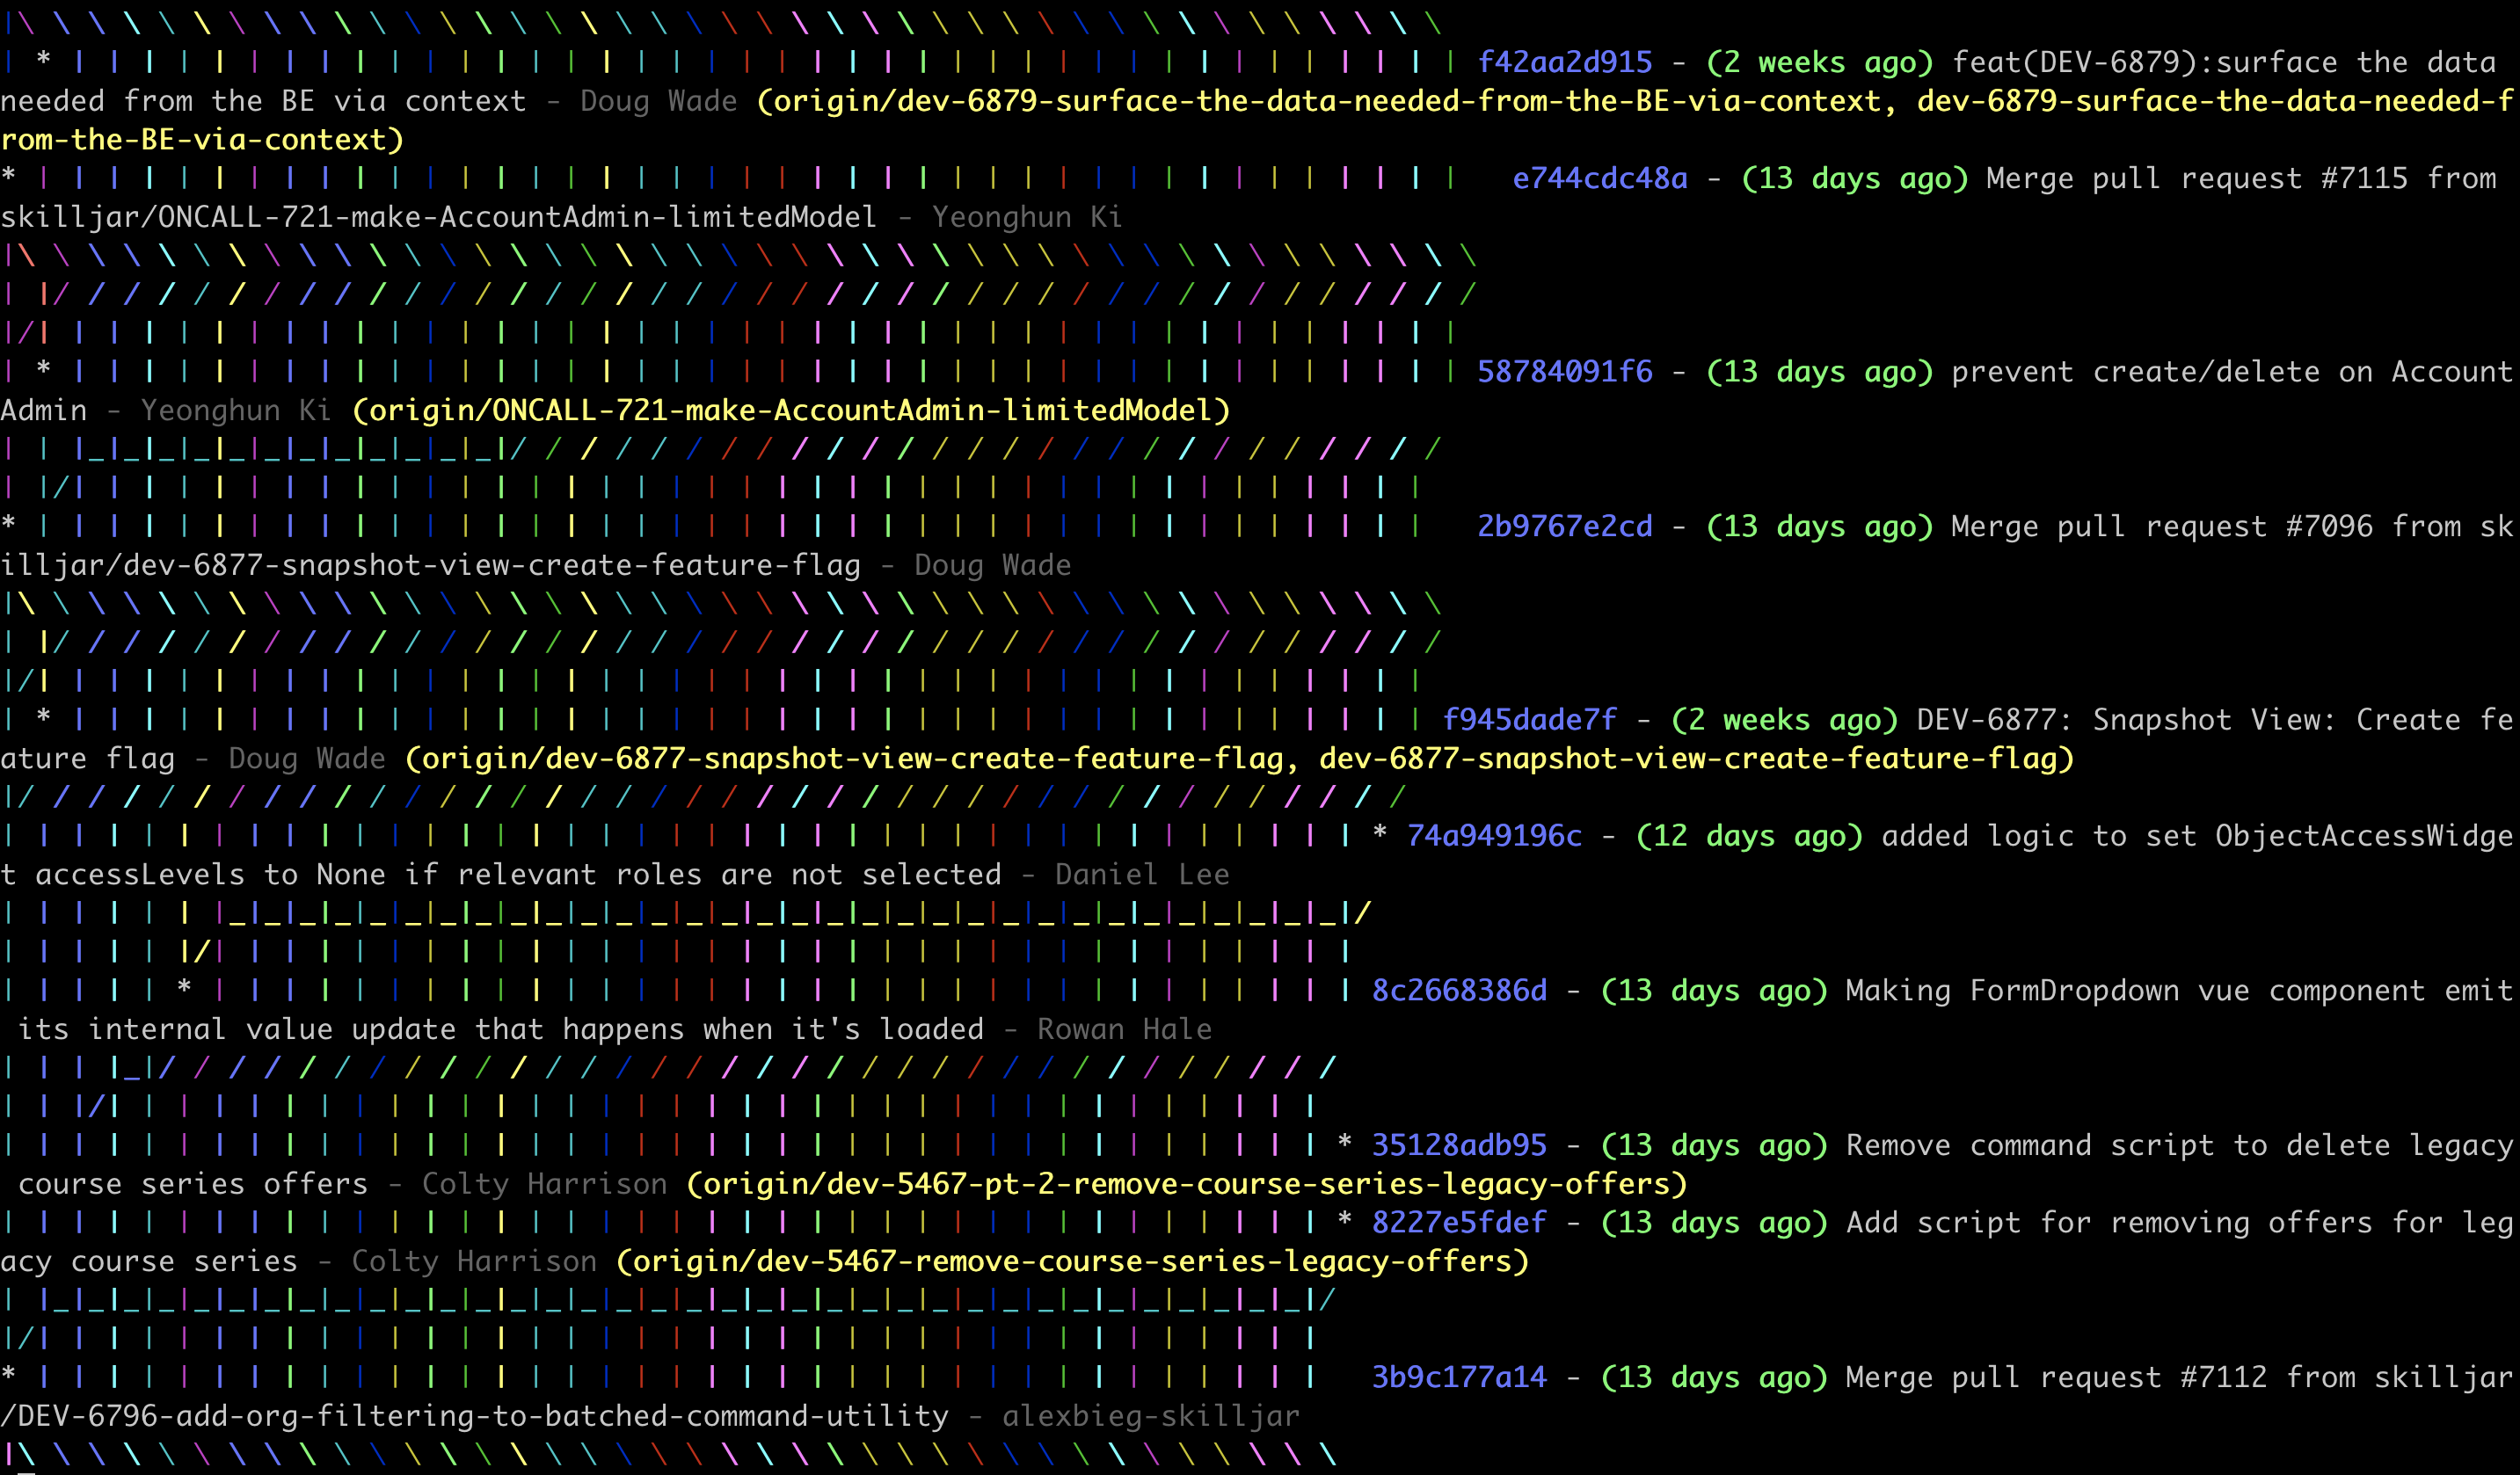 * f42aa2d915 - (2 weeks ago) feat(DEV-6879):surface the data
needed from the BE via context - Doug Wade (origin/dev-6879-surface-the-data-needed-from-the-BE-via-context, dev-6879-surface-the-data-needed-f
rom-the-BE-via-context)
* e744cdc48a - (13 days ago) Merge pull request #7115 from
skilljar/ONCALL-721-make-AccountAdmin-limitedModel - Yeonghun Ki
* 58784091f6 - (13 days ago) prevent create/delete on Account
Admin - Yeonghun Ki (origin/ONCALL-721-make-AccountAdmin-limitedModel)
* 2b9767e2cd - (13 days ago) Merge pull request #7096 from sk
illjar/dev-6877-snapshot-view-create-feature-flag - Doug Wade
* f945dade7f - (2 weeks ago) DEV-6877: Snapshot View: Create fe
ature flag - Doug Wade (origin/dev-6877-snapshot-view-create-feature-flag, dev-6877-snapshot-view-create-feature-flag)
* 74a949196c - (12 days ago) added logic to set ObjectAccessWidge
t accessLevels to None if relevant roles are not selected - Daniel Lee
* 8c2668386d - (13 days ago) Making FormDropdown vue component emit
its internal value update that happens when it's loaded - Rowan Hale
* 35128adb95 - (13 days ago) Remove command script to delete legacy
course series offers - Colty Harrison (origin/dev-5467-pt-2-remove-course-series-legacy-offers)
* 8227e5fdef - (13 days ago) Add script for removing offers for leg
acy course series - Colty Harrison (origin/dev-5467-remove-course-series-legacy-offers)
* 3b9c177a14 - (13 days ago) Merge pull request #7112 from skilljar
/DEV-6796-add-org-filtering-to-batched-command-utility - alexbieg-skilljar